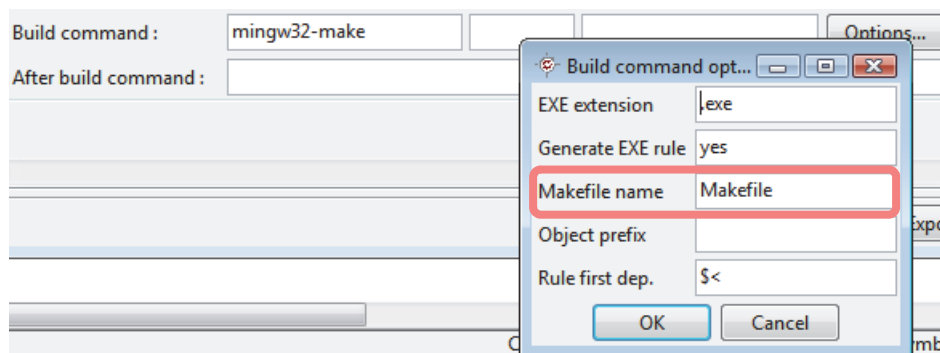 Build command : mingw32-make Options...
After build command :
Build command opt...
EXE extension .exe
Generate EXE rule yes
Makefile name Makefile
Object prefix
Rule first dep. $<
OK Cancel